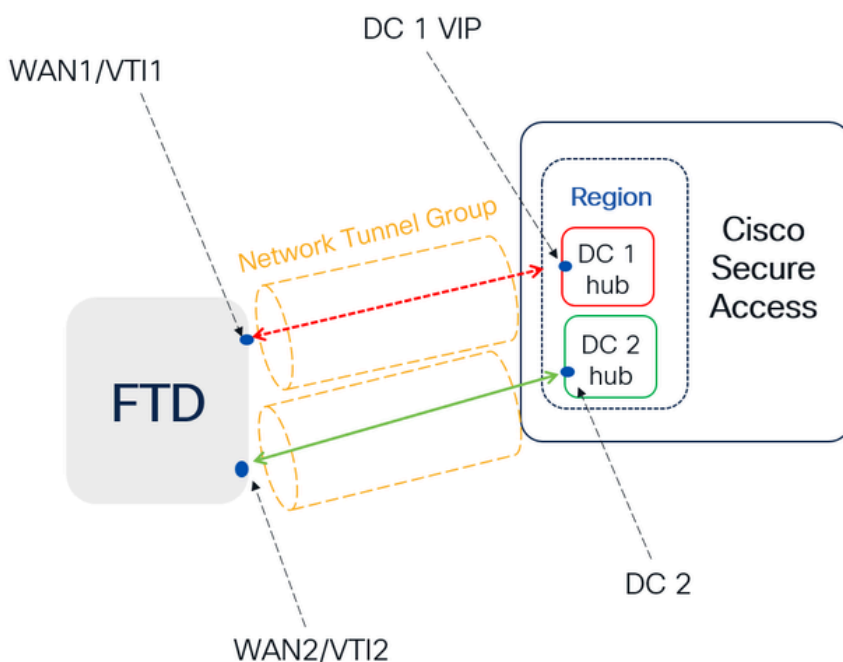 DC 1 VIP
WAN1/VTI1
Network Tunnel Group
Region
DC 1
hub
DC 2
hub
Cisco
Secure
Access
FTD
DC 2
WAN2/VTI2